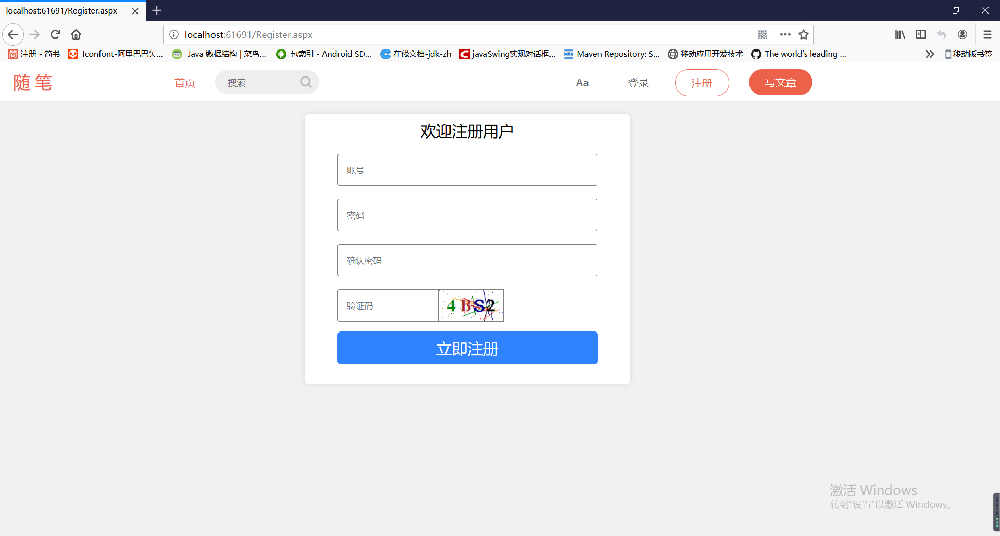 localhost:61691/Register.aspx
localhost:61691/Register.aspx
注册 - 简书 Iconfont-阿里巴巴矢... Java 数据结构 | 菜鸟... 包索引 - Android SD... 在线文档-jdk-zh javaSwing实现对话框... Maven Repository: S... 移动应用开发技术 The world's leading ... 移动版书签
随 笔 首页 搜索 Aa 登录 注册 写文章
欢迎注册用户
账号
密码
确认密码
验证码 4 B S 2
立即注册
激活 Windows
转到"设置"以激活 Windows。